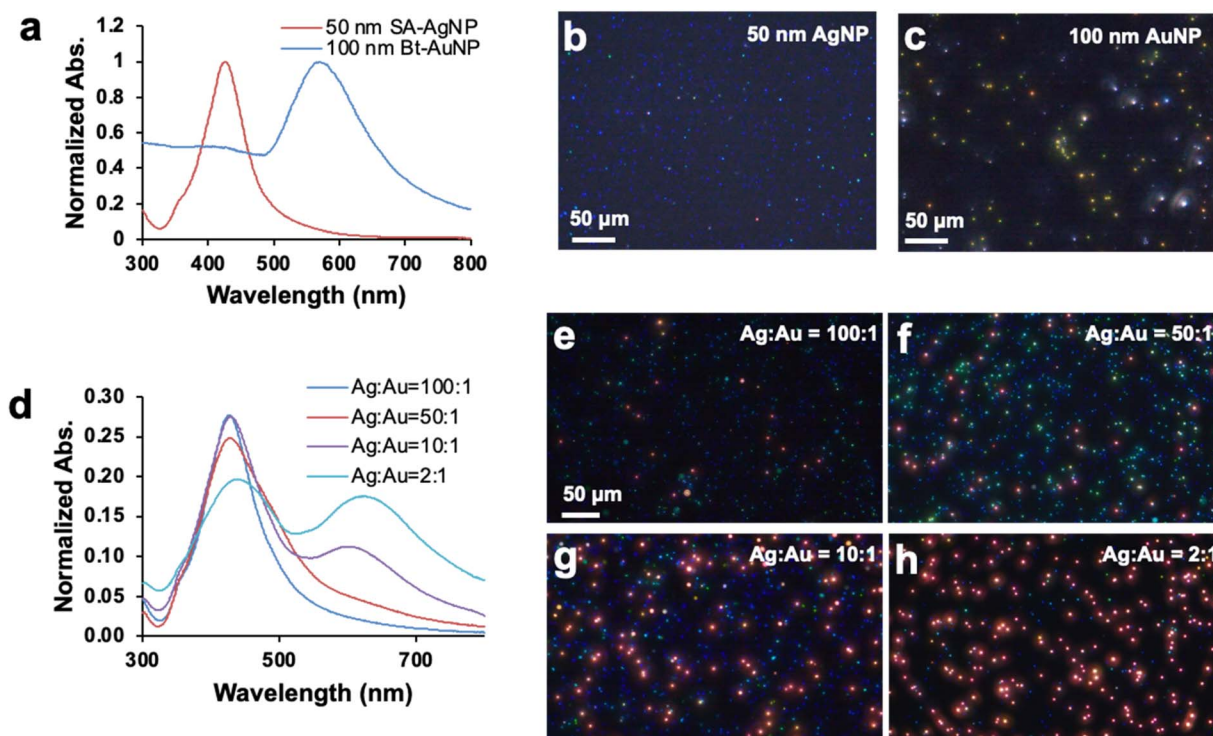 a
1.2
1
0.8
0.6
0.4
0.2
0
300 400 500 600 700 800
Normalized Abs.
Wavelength (nm)
50 nm SA-AgNP
100 nm Bt-AuNP
b
50 nm AgNP
50 μm
c
100 nm AuNP
50 μm
d
0.30
0.25
0.20
0.15
0.10
0.05
0.00
300 500 700
Normalized Abs.
Wavelength (nm)
Ag:Au=100:1
Ag:Au=50:1
Ag:Au=10:1
Ag:Au=2:1
e
Ag:Au = 100:1
50 μm
f
Ag:Au = 50:1
g
Ag:Au = 10:1
h
Ag:Au = 2:1